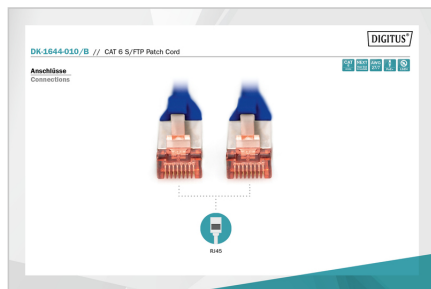 DIGITUS®
DK-1644-010/B // CAT 6 S/FTP Patch Cord
Anschlüsse
Connections
RJ45